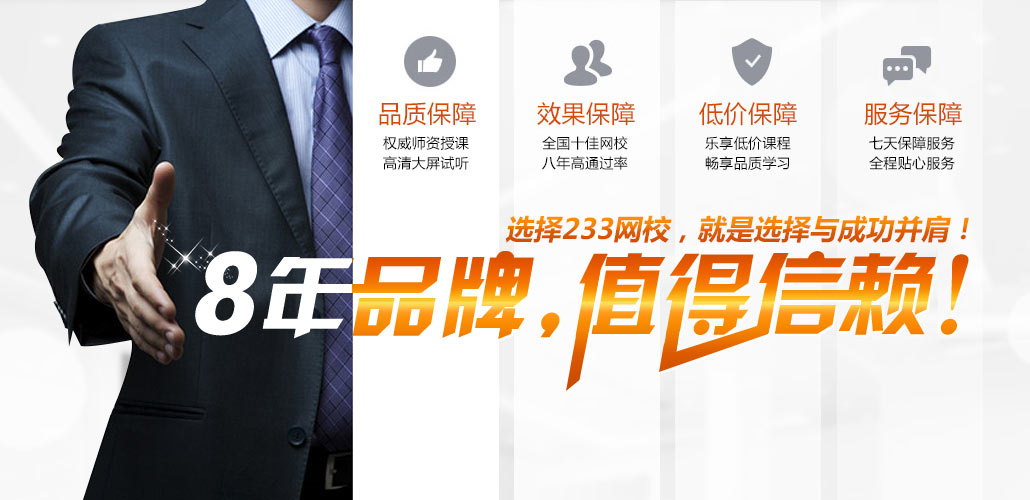 品质保障
权威师资授课
高清大屏试听
效果保障
全国十佳网校
八年高通过率
低价保障
乐享低价课程
畅享品质学习
服务保障
七天保障服务
全程贴心服务
选择233网校，就是选择与成功并肩！
8年品牌，值得信赖！